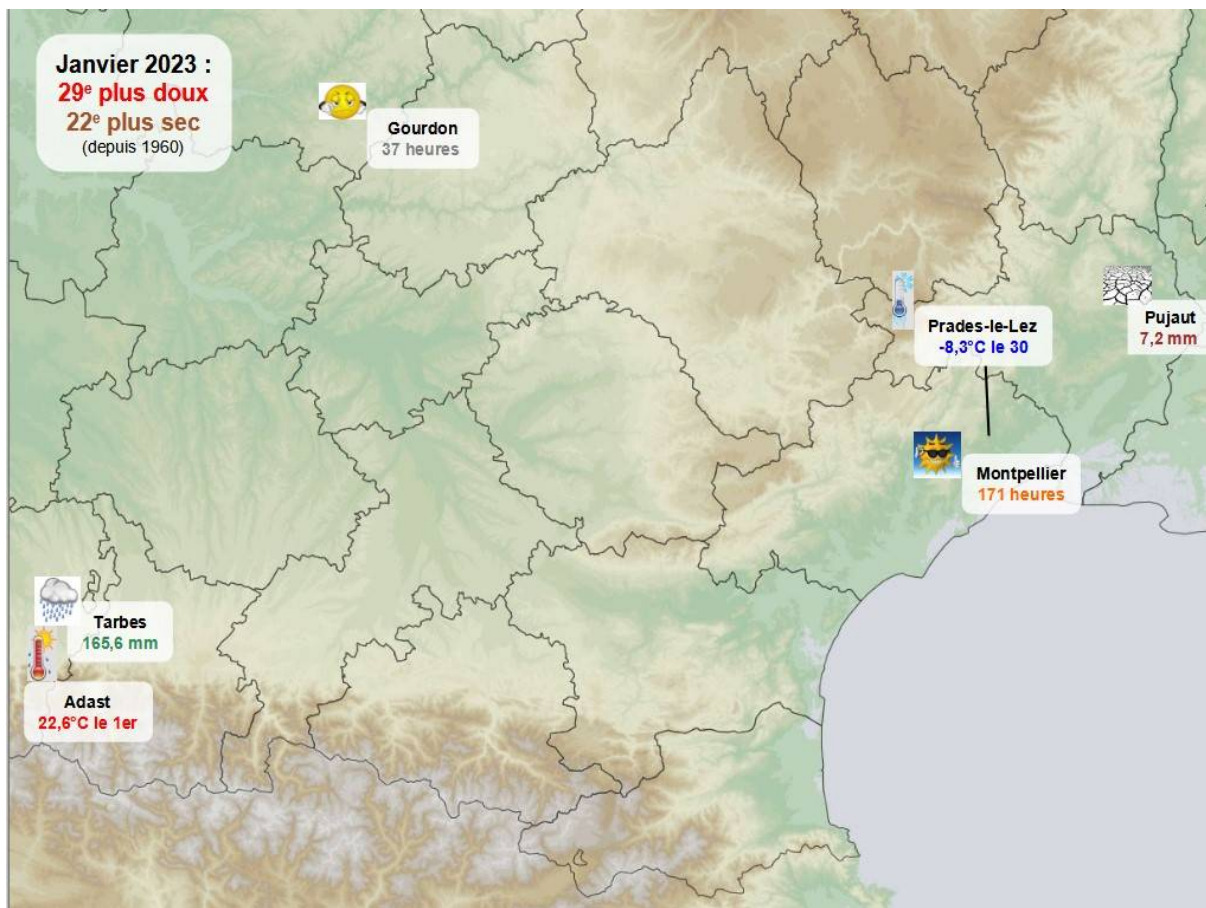 Janvier 2023 :
29e plus doux
22e plus sec
(depuis 1960)
Gourdon
37 heures
Prades-le-Lez
-8,3°C le 30
Pujaut
7,2 mm
Montpellier
171 heures
Tarbes
165,6 mm
Adast
22,6°C le 1er